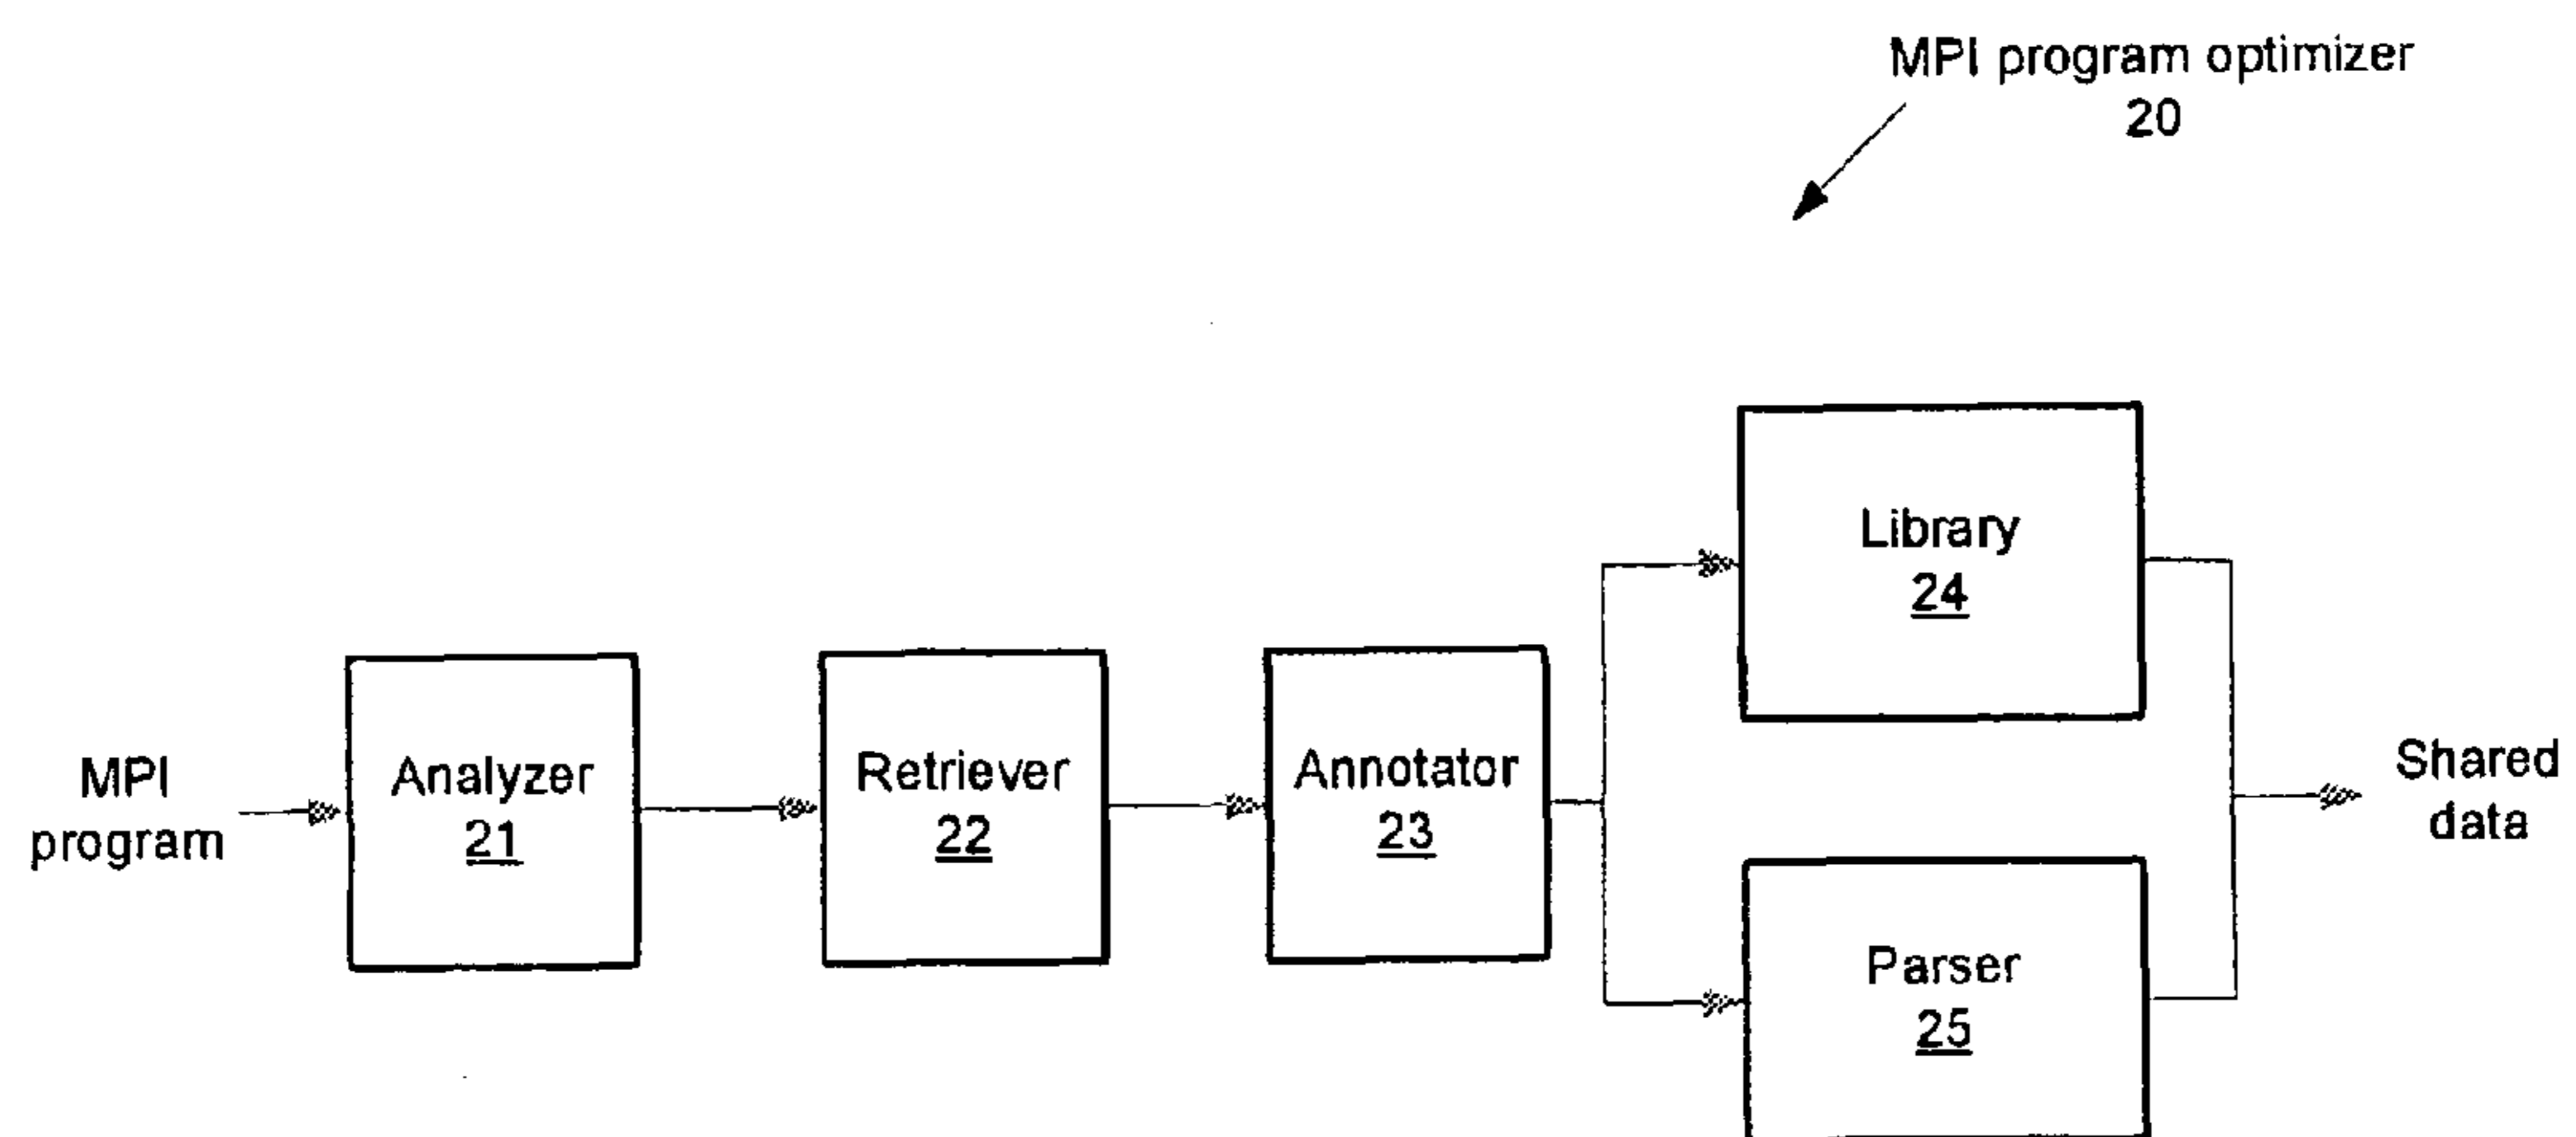 MPI program optimizer
20
Library
24
MPI
program
Analyzer
21
Retriever
22
Annotator
23
Shared
data
Parser
25